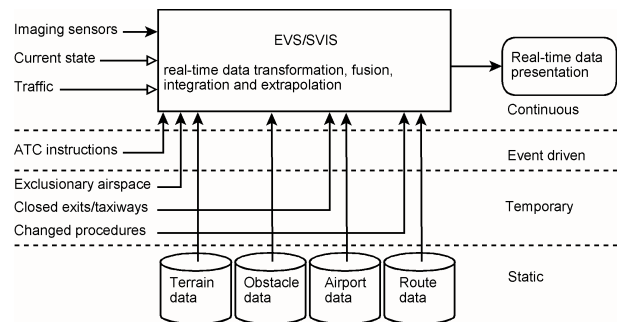 Imaging sensors
Current state
Traffic
EVS/SVIS
real-time data transformation, fusion,
integration and extrapolation
Real-time data
presentation
Continuous
ATC instructions
Event driven
Exclusionary airspace
Closed exits/taxiways
Changed procedures
Temporary
Terrain
data
Obstacle
data
Airport
data
Route
data
Static